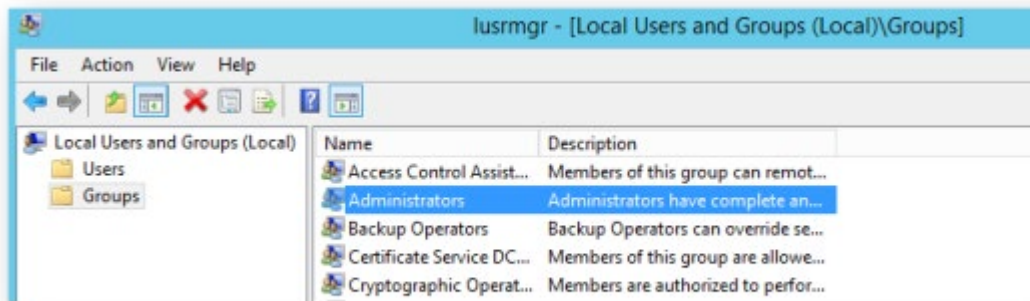 lusrmgr - [Local Users and Groups (Local)\Groups]
File Action View Help
Local Users and Groups (Local)
Users
Groups
Name Description
Access Control Assist... Members of this group can remot...
Administrators Administrators have complete an...
Backup Operators Backup Operators can override se...
Certificate Service DC... Members of this group are allowe...
Cryptographic Operat... Members are authorized to perfor...